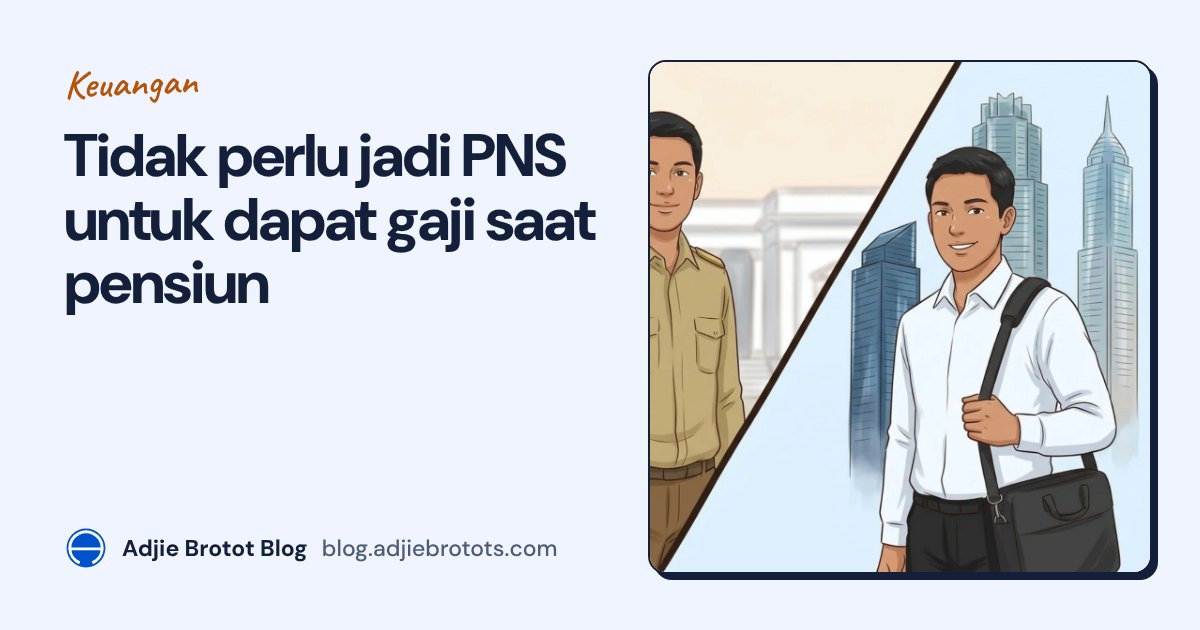 Keuangan
Tidak perlu jadi PNS
untuk dapat gaji saat
pensiun
Adjie Brotot Blog blog.adjiebrotots.com